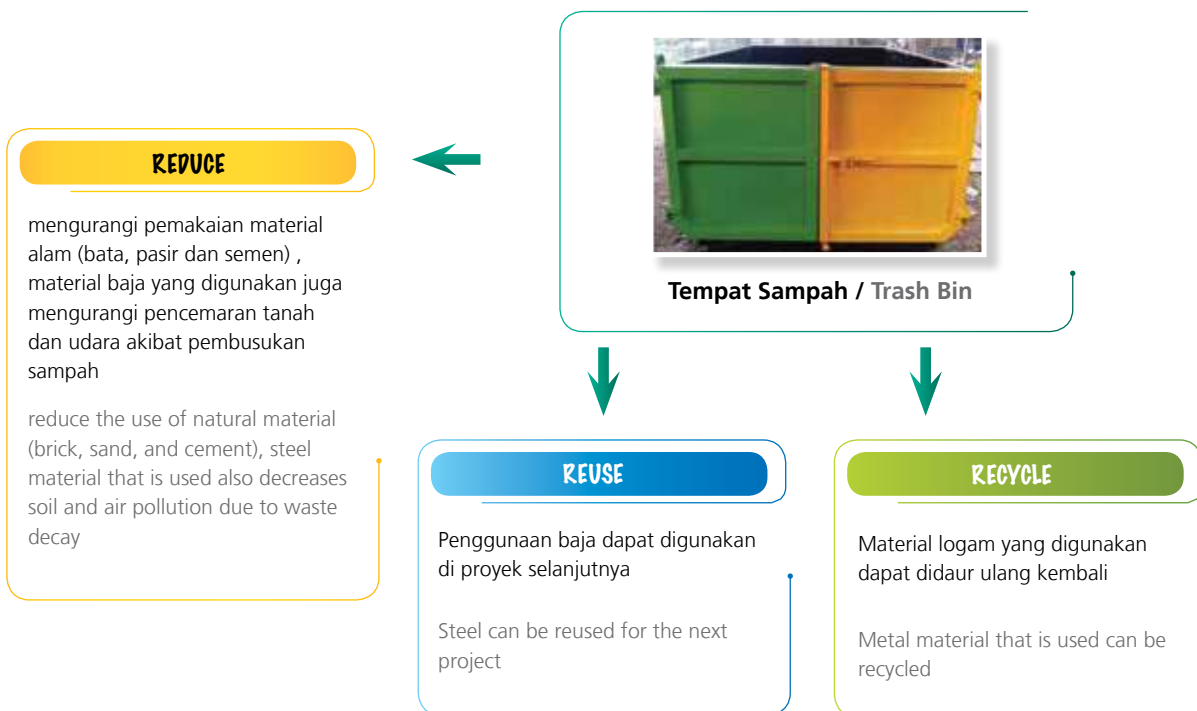 Tempat Sampah / Trash Bin
REDUCE
mengurangi pemakaian material
alam (bata, pasir dan semen) ,
material baja yang digunakan juga
mengurangi pencemaran tanah
dan udara akibat pembusukan
sampah
reduce the use of natural material
(brick, sand, and cement), steel
material that is used also decreases
soil and air pollution due to waste
decay
REUSE
Penggunaan baja dapat digunakan
di proyek selanjutnya
Steel can be reused for the next
project
RECYCLE
Material logam yang digunakan
dapat didaur ulang kembali
Metal material that is used can be
recycled